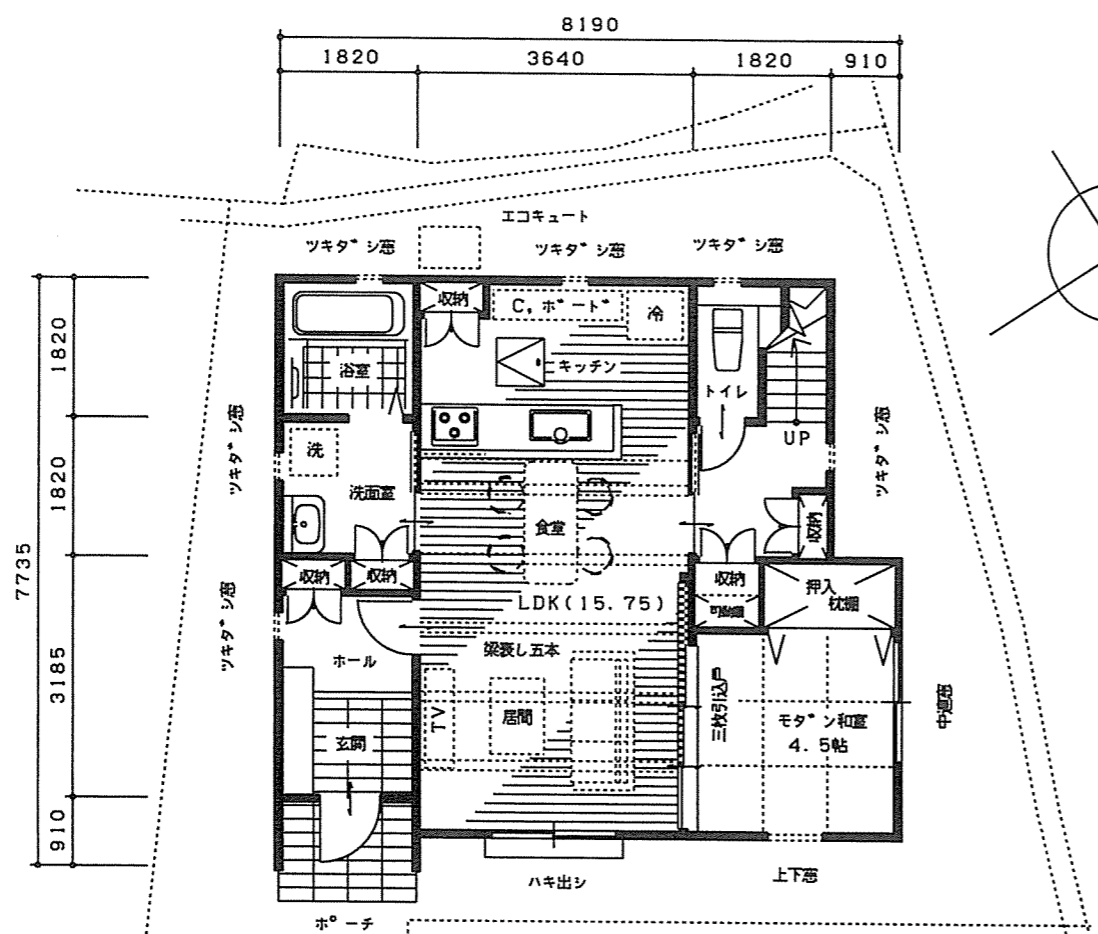 8190
1820
3640
1820
910
エコキュート
ツキダシ窓
ツキダシ窓
ツキダシ窓
7735
1820
1820
3185
910
収納
C,ボード
冷
浴室
キッチン
トイレ
UP
ツキダシ窓
洗
洗面室
食堂
収納
ツキダシ窓
収納
収納
収納
可動棚
押入
枕棚
LDK(15.75)
ツキダシ窓
ホール
梁表し五本
三枚引込戸
TV
居間
玄関
モダン和室
4.5帖
中連窓
ハキ出シ
上下窓
ポーチ